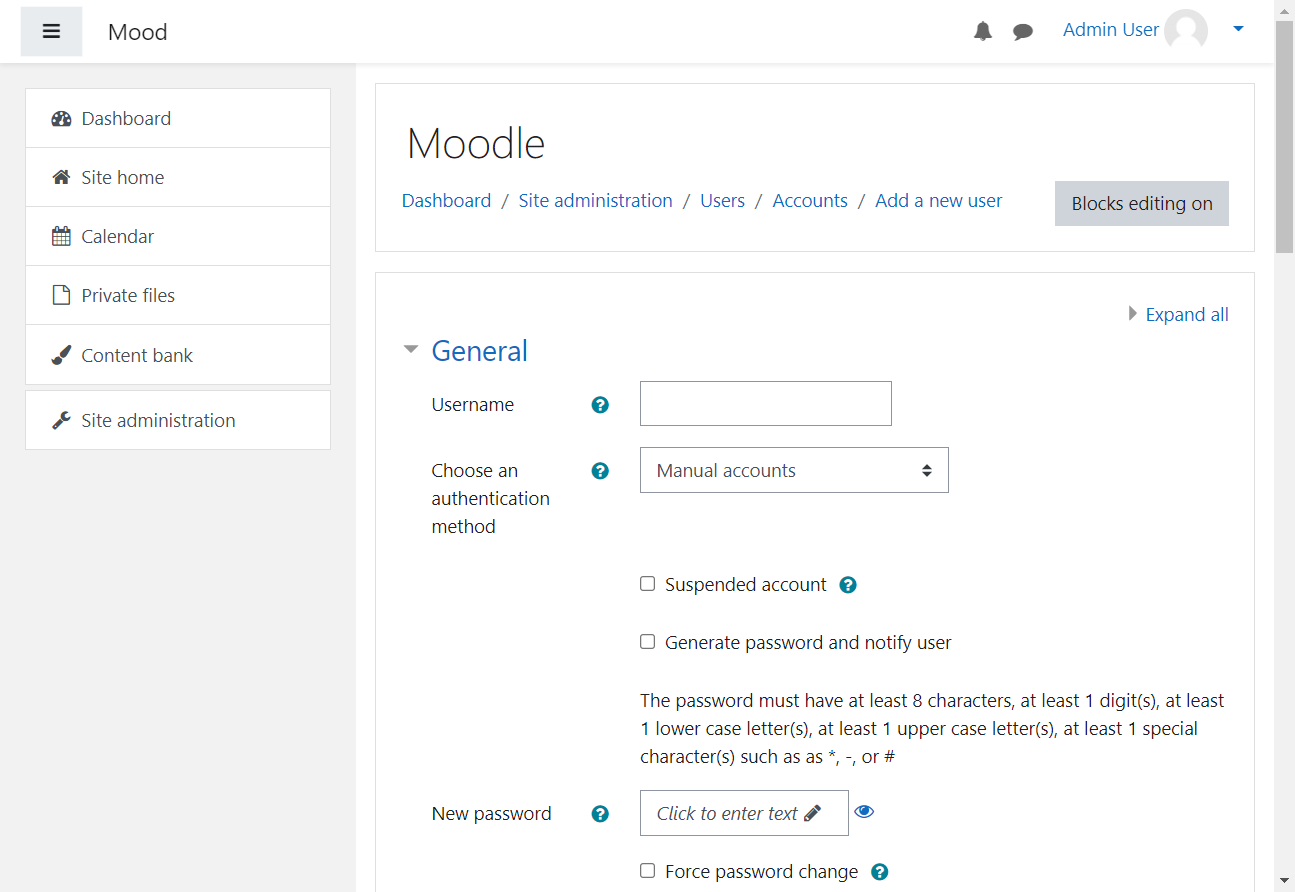 Mood
Admin User
Dashboard
Site home
Calendar
Private files
Content bank
Site administration
Moodle
Dashboard / Site administration / Users / Accounts / Add a new user
Blocks editing on
Expand all
General
Username
Choose an
authentication
method
Manual accounts
Suspended account
Generate password and notify user
The password must have at least 8 characters, at least 1 digit(s), at least
1 lower case letter(s), at least 1 upper case letter(s), at least 1 special
character(s) such as as *, -, or #
New password
Click to enter text
Force password change